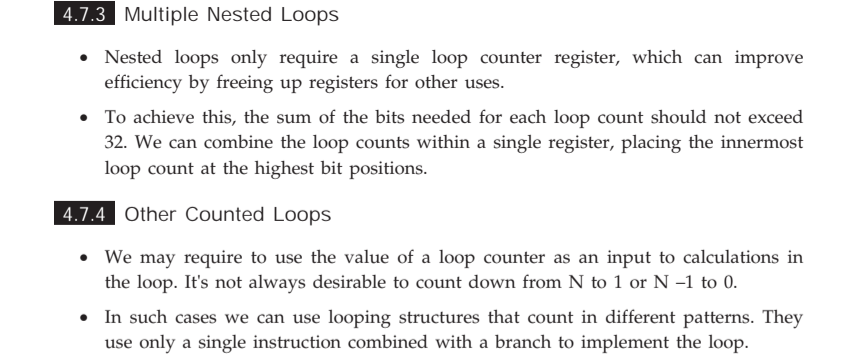 4.7.3 Multiple Nested Loops
• Nested loops only require a single loop counter register, which can improve
efficiency by freeing up registers for other uses.
• To achieve this, the sum of the bits needed for each loop count should not exceed
32. We can combine the loop counts within a single register, placing the innermost
loop count at the highest bit positions.
4.7.4 Other Counted Loops
• We may require to use the value of a loop counter as an input to calculations in
the loop. It's not always desirable to count down from N to 1 or N –1 to 0.
• In such cases we can use looping structures that count in different patterns. They
use only a single instruction combined with a branch to implement the loop.